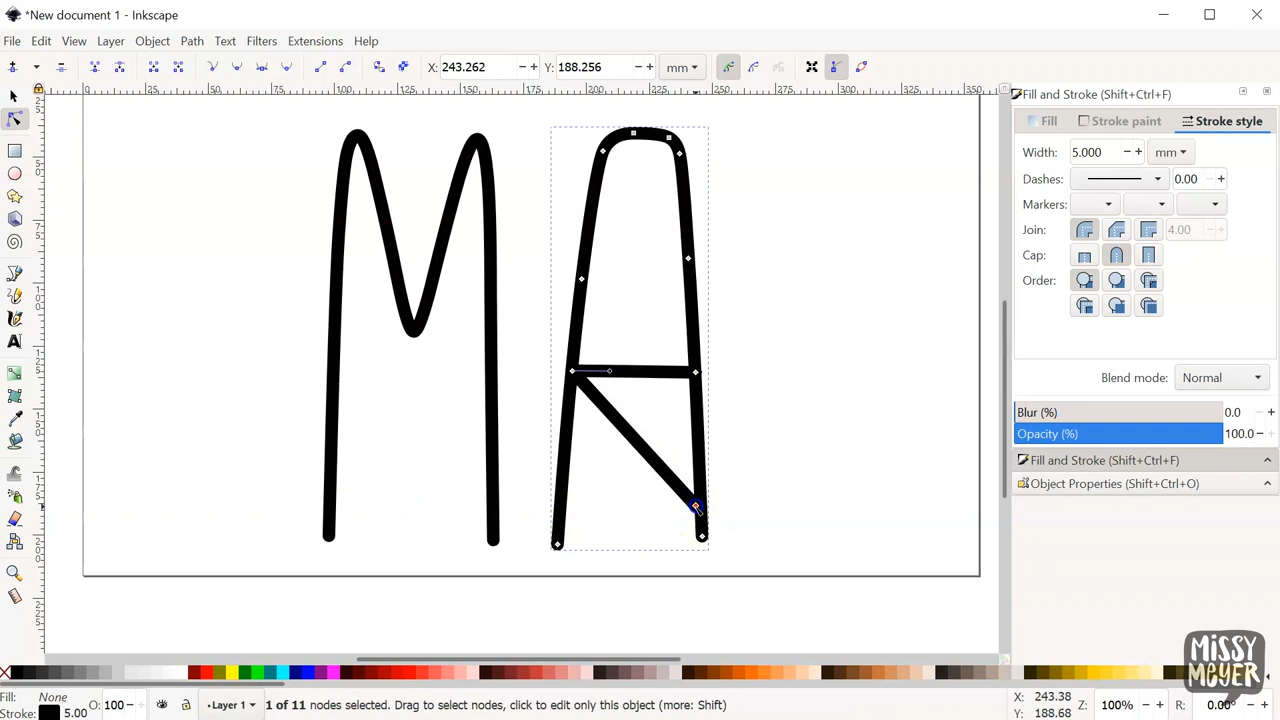 *New document 1 - Inkscape
File Edit View Layer Object Path Text Filters Extensions Help
X: 243.262 Y: 188.256 mm
Fill and Stroke (Shift+Ctrl+F)
Fill Stroke paint Stroke style
Width: 5.000 mm
Dashes: 0.00
Markers:
Join: 4.00
Cap:
Order:
Blend mode: Normal
Blur (%) 0.0
Opacity (%) 100.0
Fill and Stroke (Shift+Ctrl+F)
Object Properties (Shift+Ctrl+O)
MA
MISSY
MEYER
Fill: None
Stroke: 5.00 O: 100 Layer 1 1 of 11 nodes selected. Drag to select nodes, click to edit only this object (more: Shift) X: 243.38 Y: 188.68 Z: 100% R: 0.00°